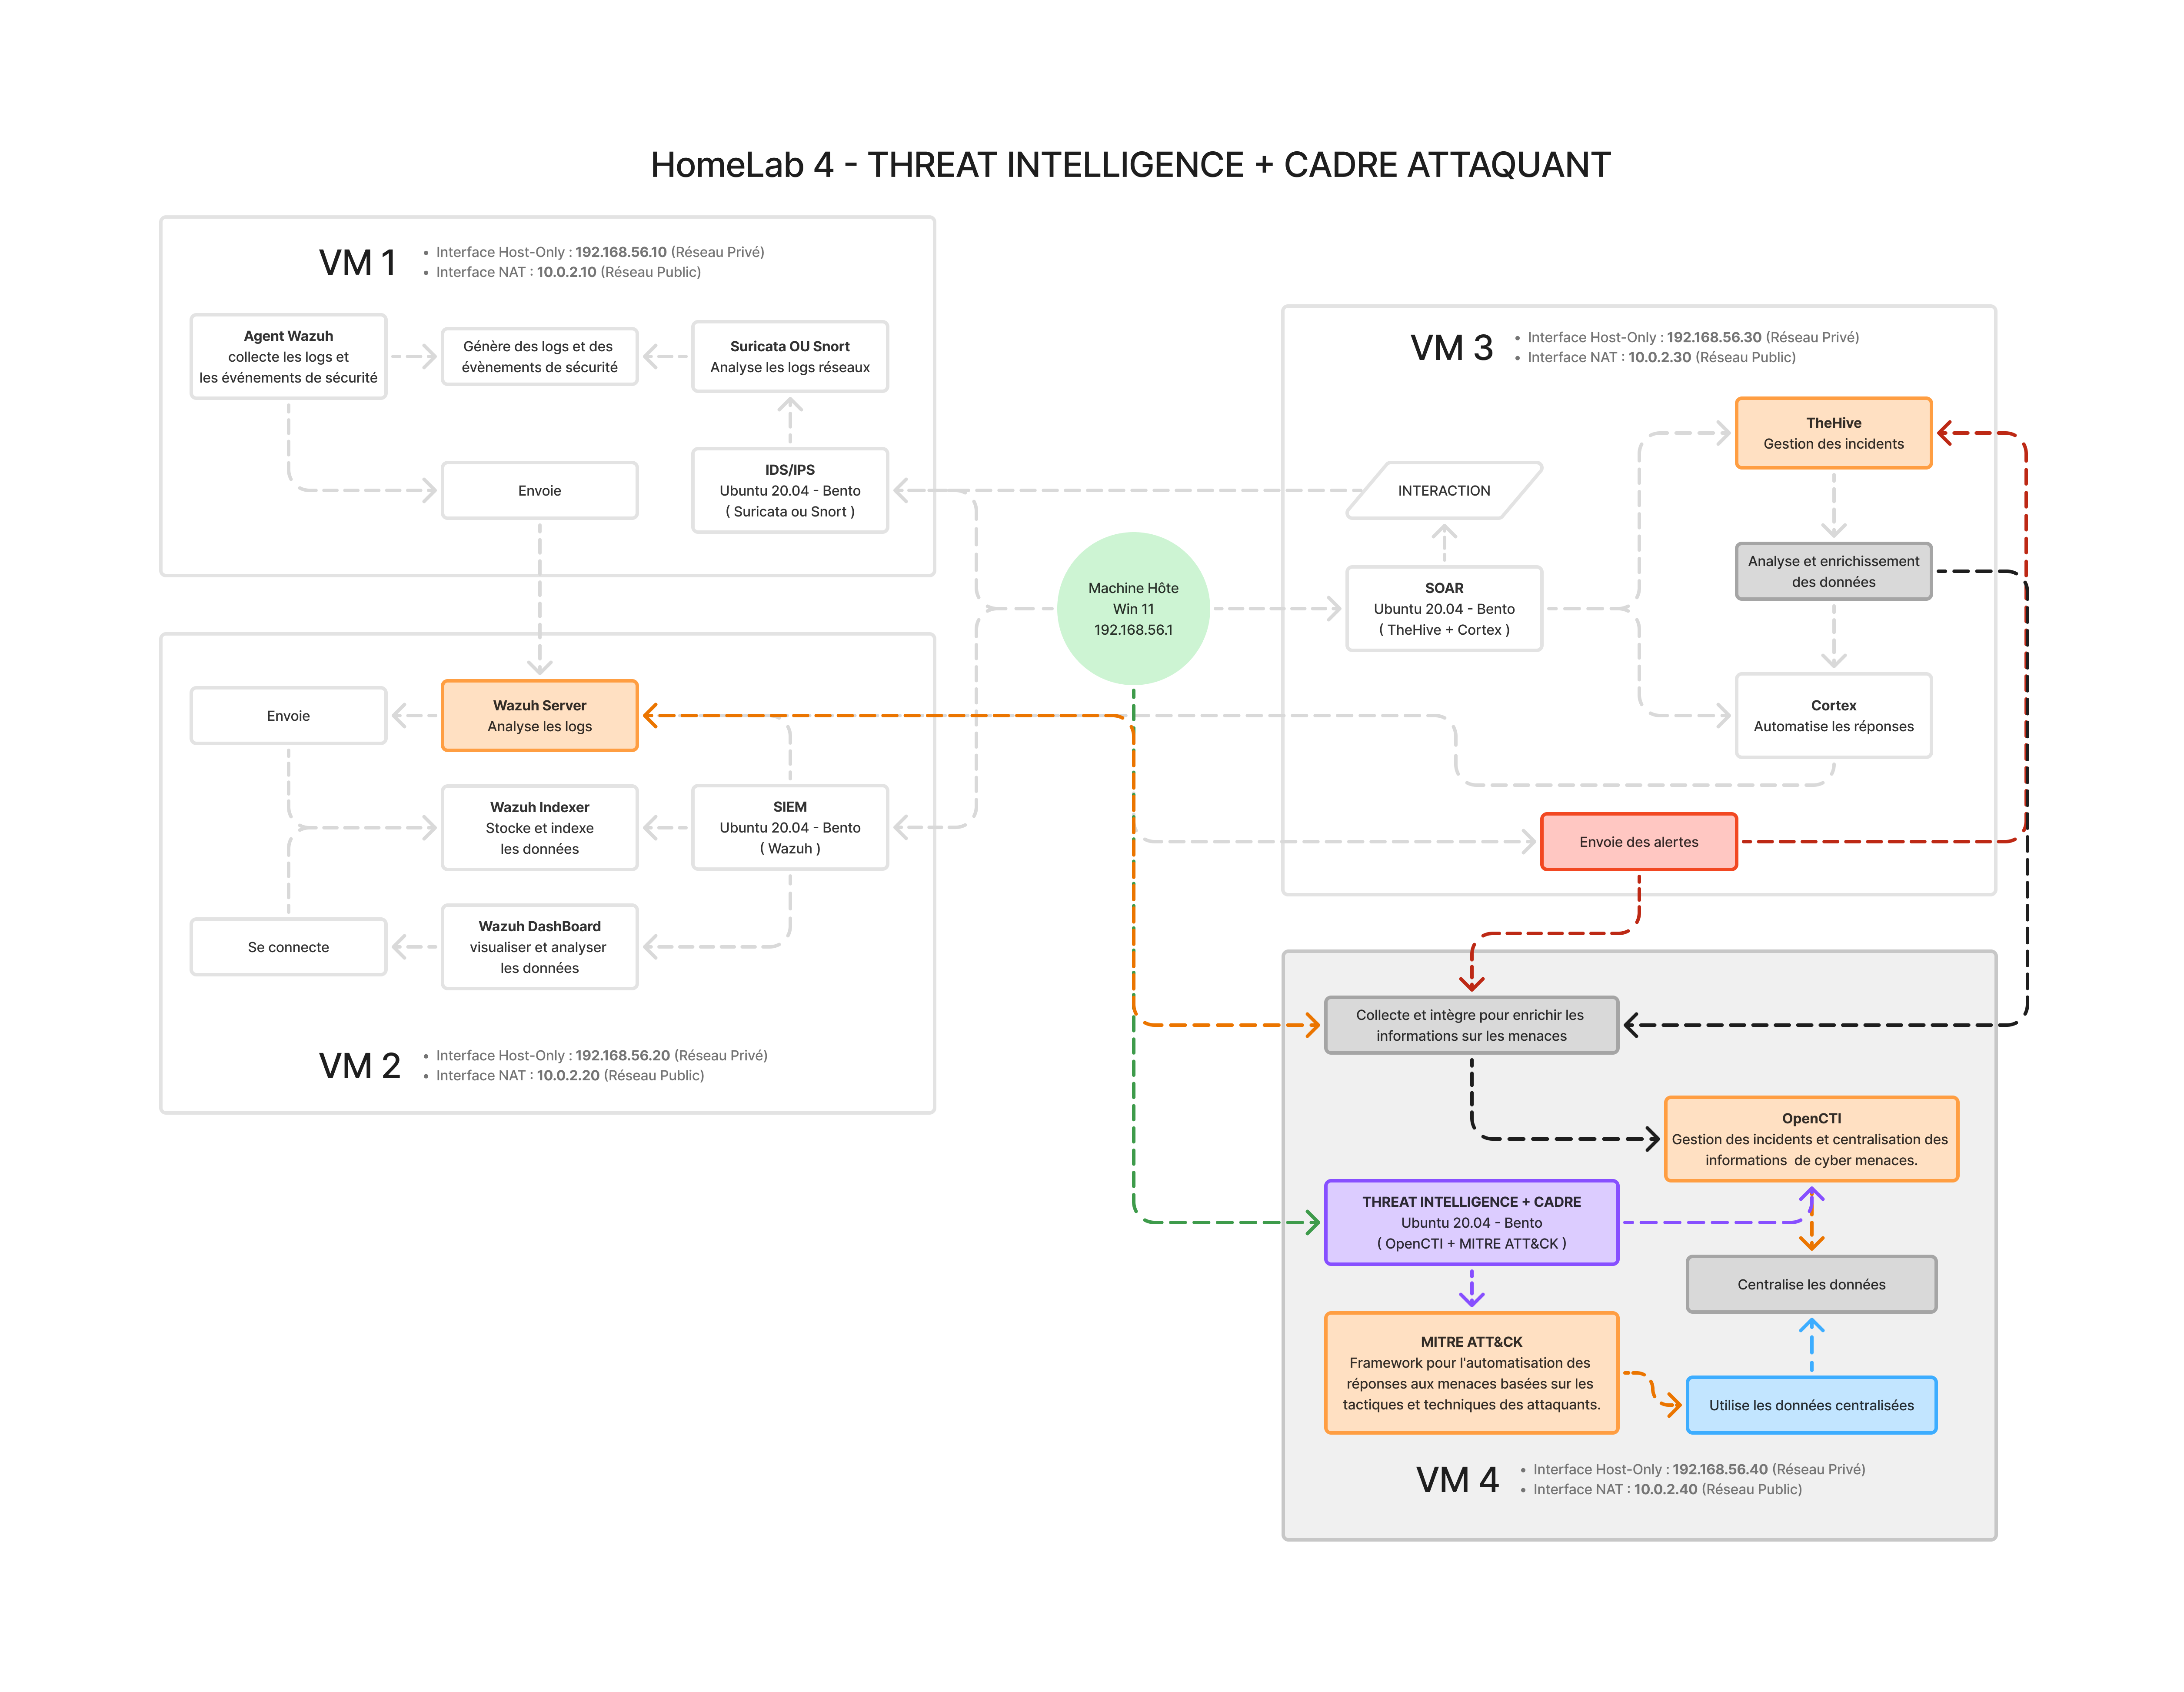 HomeLab 4 - THREAT INTELLIGENCE + CADRE ATTAQUANT
VM 1
• Interface Host-Only : 192.168.56.10 (Réseau Privé)
• Interface NAT : 10.0.2.10 (Réseau Public)
Agent Wazuh
collecte les logs et
les événements de sécurité
Génère des logs et des
évènements de sécurité
Suricata OU Snort
Analyse les logs réseaux
Envoie
IDS/IPS
Ubuntu 20.04 - Bento
( Suricata ou Snort )
Machine Hôte
Win 11
192.168.56.1
VM 3
• Interface Host-Only : 192.168.56.30 (Réseau Privé)
• Interface NAT : 10.0.2.30 (Réseau Public)
TheHive
Gestion des incidents
INTERACTION
Analyse et enrichissement
des données
SOAR
Ubuntu 20.04 - Bento
( TheHive + Cortex )
Cortex
Automatise les réponses
Envoie des alertes
Envoie
Wazuh Server
Analyse les logs
Wazuh Indexer
Stocke et indexe
les données
SIEM
Ubuntu 20.04 - Bento
( Wazuh )
Se connecte
Wazuh DashBoard
visualiser et analyser
les données
VM 2
• Interface Host-Only : 192.168.56.20 (Réseau Privé)
• Interface NAT : 10.0.2.20 (Réseau Public)
Collecte et intègre pour enrichir les
informations sur les menaces
OpenCTI
Gestion des incidents et centralisation des
informations de cyber menaces.
THREAT INTELLIGENCE + CADRE
Ubuntu 20.04 - Bento
( OpenCTI + MITRE ATT&CK )
Centralise les données
MITRE ATT&CK
Framework pour l'automatisation des
réponses aux menaces basées sur les
tactiques et techniques des attaquants.
Utilise les données centralisées
VM 4
• Interface Host-Only : 192.168.56.40 (Réseau Privé)
• Interface NAT : 10.0.2.40 (Réseau Public)